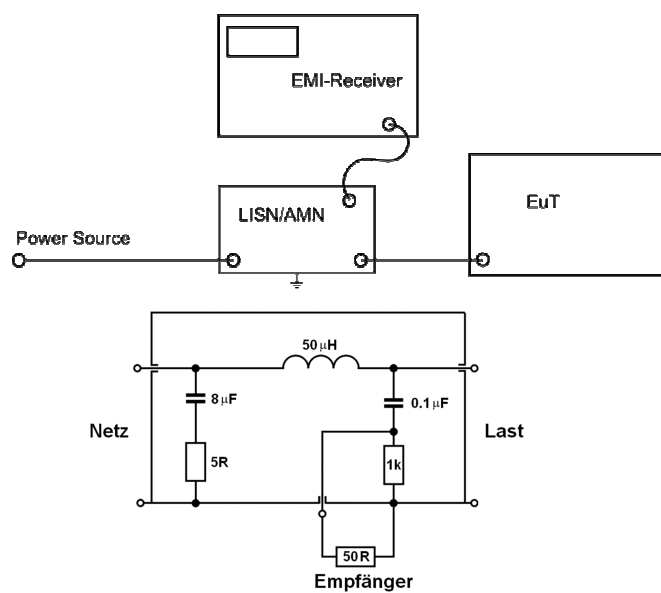 EMI-Receiver
LISN/AMN
EuT
Power Source
50 µH
8 µF
0.1 µF
Netz
Last
5R
1k
50R
Empfänger